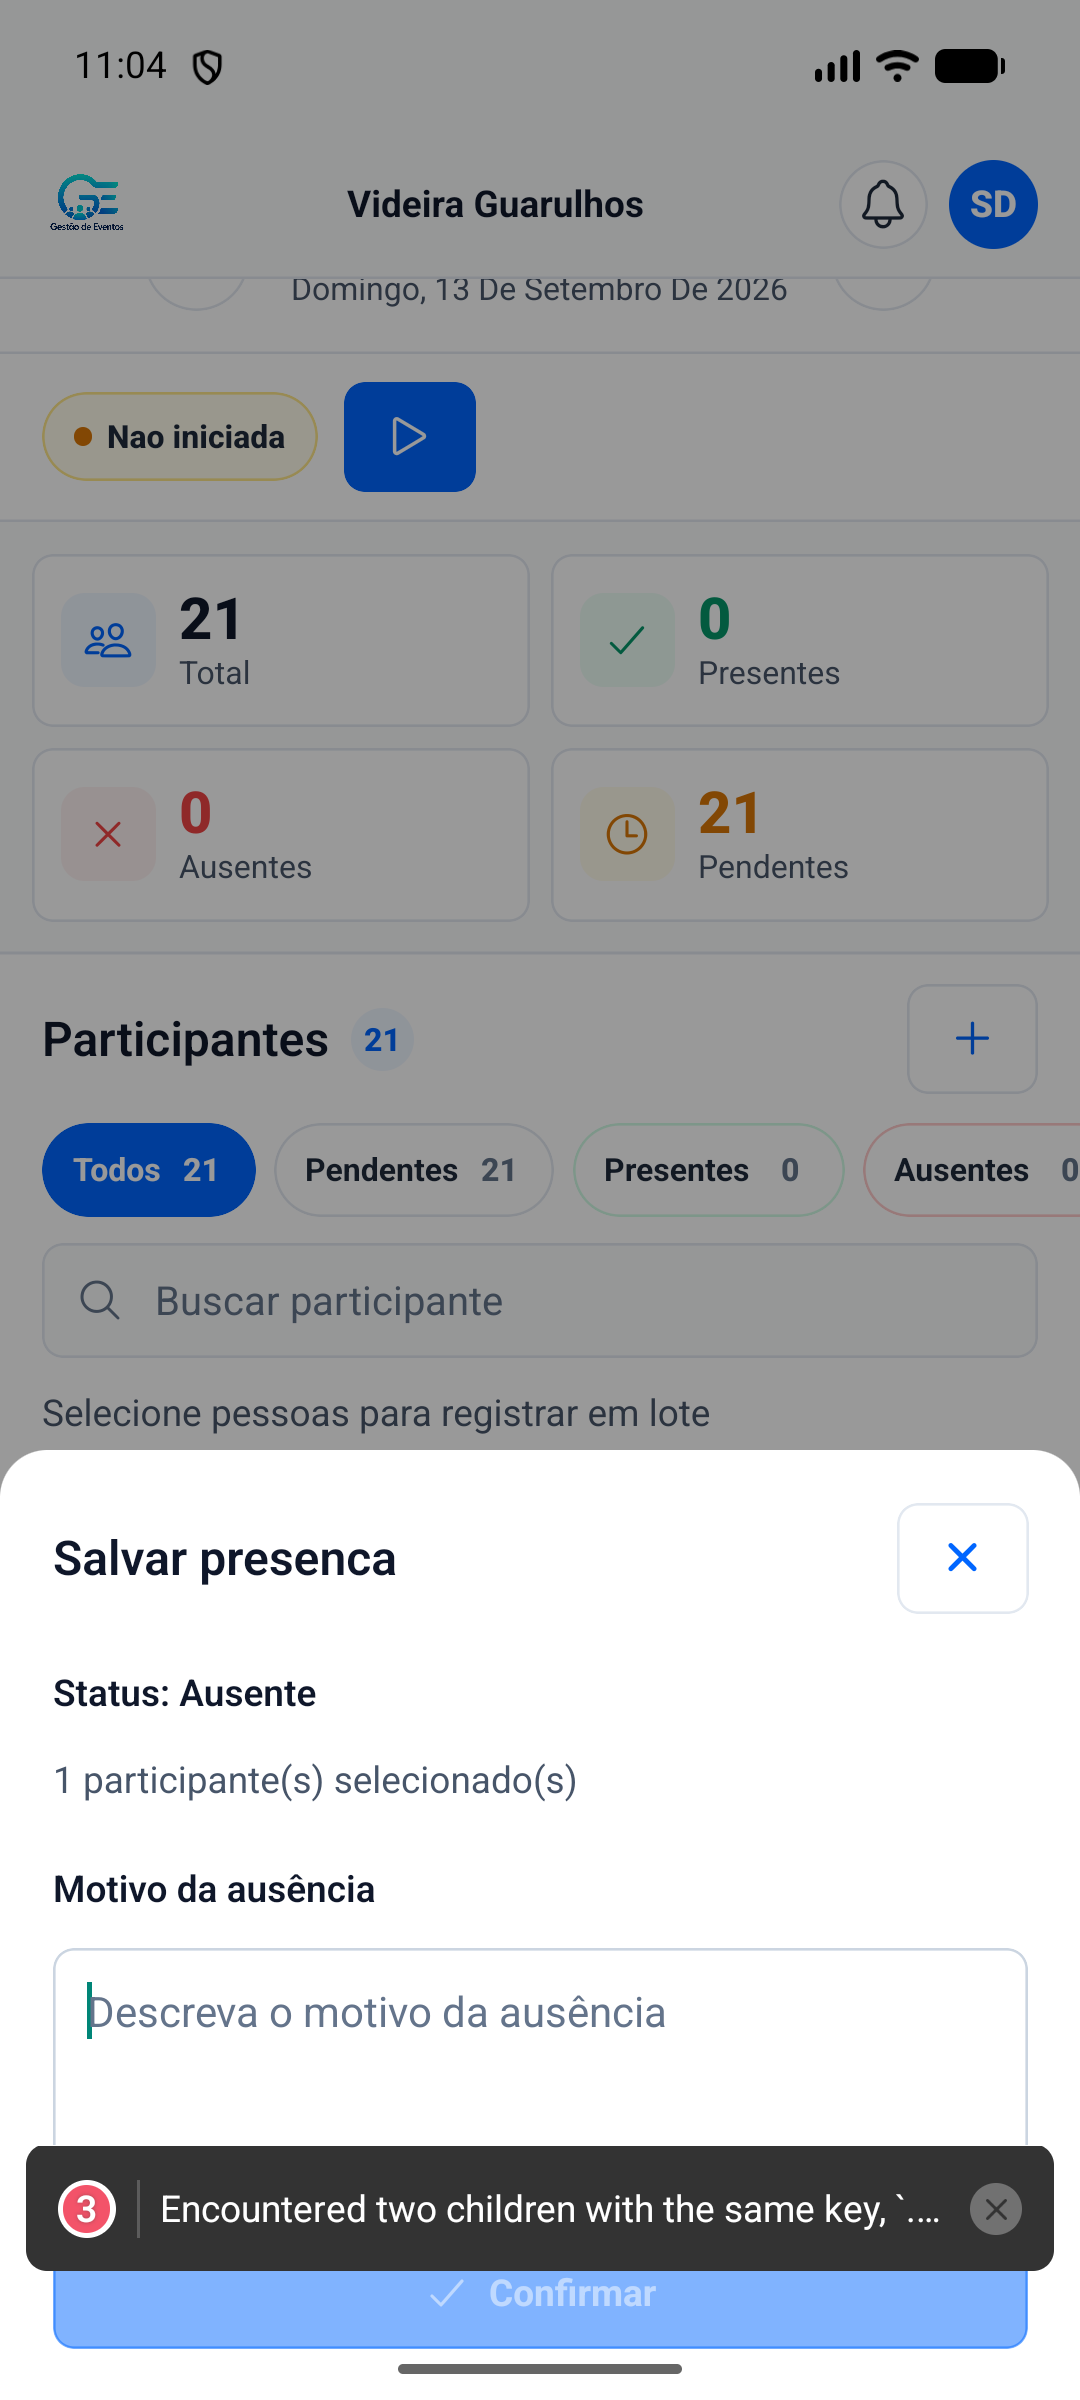 11:04
Gestão de Eventos
Videira Guarulhos
SD
Domingo, 13 De Setembro De 2026
Nao iniciada
21
Total
0
Presentes
0
Ausentes
21
Pendentes
Participantes 21
Todos 21
Pendentes 21
Presentes 0
Ausentes 0
Buscar participante
Selecione pessoas para registrar em lote
Salvar presenca
Status: Ausente
1 participante(s) selecionado(s)
Motivo da ausência
Descreva o motivo da ausência
3 Encountered two children with the same key, `.…
Confirmar